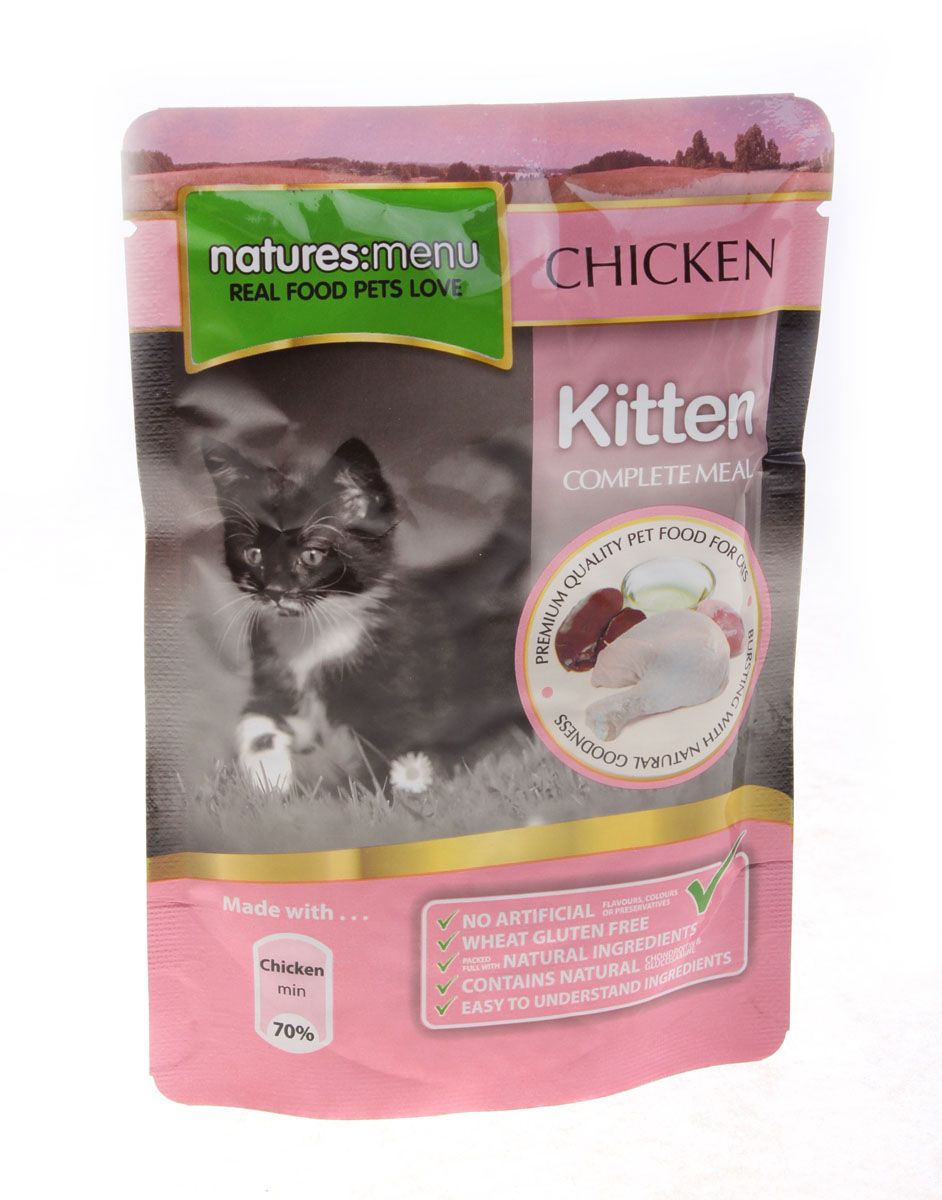 natures:menu
REAL FOOD PETS LOVE
CHICKEN
Kitten
COMPLETE MEAL
PREMIUM QUALITY PET FOOD FOR CATS
BURSTING WITH NATURAL GOODNESS
Made with . . .
Chicken
min
70%
NO ARTIFICIAL FLAVOURS, COLOURS OR PRESERVATIVES
WHEAT GLUTEN FREE
PACKED FULL WITH NATURAL INGREDIENTS
CONTAINS NATURAL CHONDROITIN & GLUCOSAMINE
EASY TO UNDERSTAND INGREDIENTS